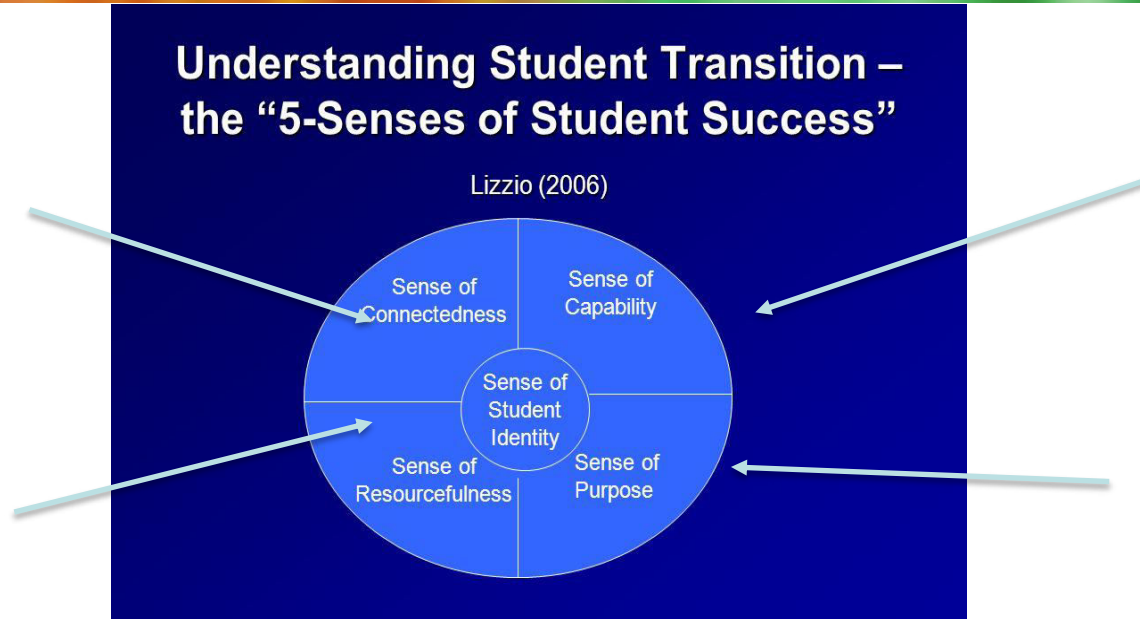 Understanding Student Transition –
the “5-Senses of Student Success”
Lizzio (2006)
Sense of
Connectedness
Sense of
Capability
Sense of
Student
Identity
Sense of
Resourcefulness
Sense of
Purpose